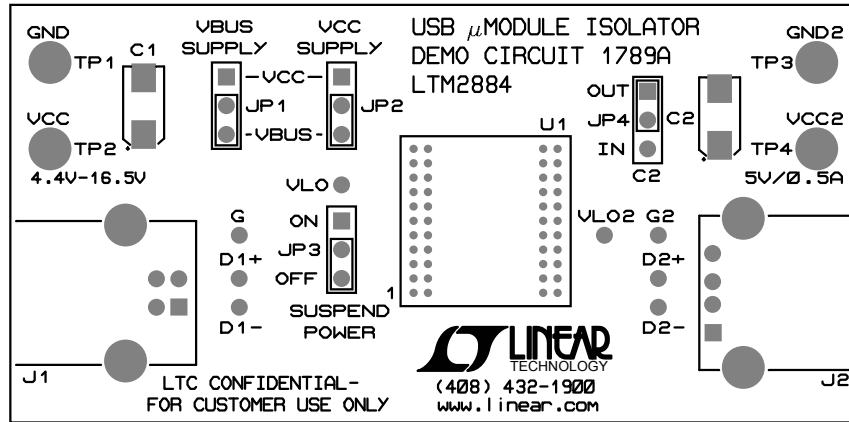 GND
C1
VBUS
SUPPLY
VCC
SUPPLY
USB µMODULE ISOLATOR
DEMO CIRCUIT 1789A
LTM2884
GND2
TP1
-VCC-
JP1
JP2
-VBUS-
OUT
JP4
IN
C2
C2
TP3
VCC
TP2
4.4V-16.5V
U1
VCC2
TP4
5V/0.5A
VLO
ON
JP3
OFF
SUSPEND
POWER
G
D1+
D1-
1
VLO2
G2
D2+
D2-
J1
J2
LTC CONFIDENTIAL-
FOR CUSTOMER USE ONLY
LT LINEAR
TECHNOLOGY
(408) 432-1900
www.linear.com